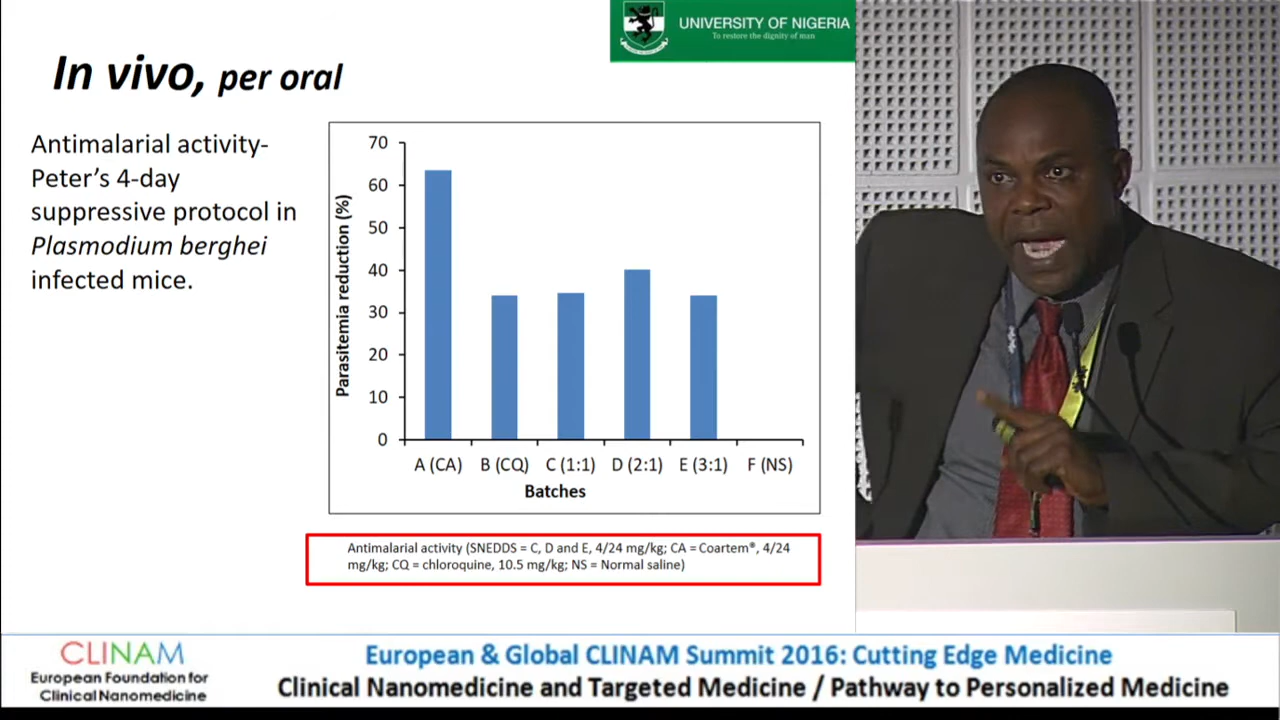 UNIVERSITY OF NIGERIA
To restore the dignity of man
In vivo, per oral
Antimalarial activity-
Peter’s 4-day
suppressive protocol in
Plasmodium berghei
infected mice.
Parasitemia reduction (%)
70
60
50
40
30
20
10
0
A (CA) B (CQ) C (1:1) D (2:1) E (3:1) F (NS)
Batches
Antimalarial activity (SNEDDS = C, D and E, 4/24 mg/kg; CA = Coartem®, 4/24
mg/kg; CQ = chloroquine, 10.5 mg/kg; NS = Normal saline)
CLINAM
European Foundation for
Clinical Nanomedicine
European & Global CLINAM Summit 2016: Cutting Edge Medicine
Clinical Nanomedicine and Targeted Medicine / Pathway to Personalized Medicine